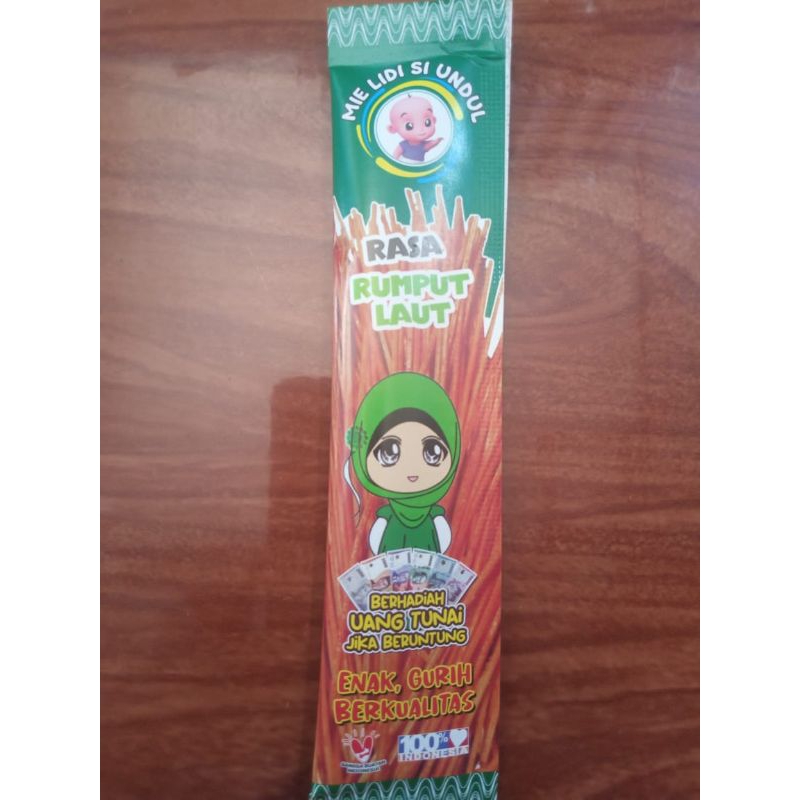 MIE LIDI SI UNDUL
RASA
RUMPUT
LAUT
BERHADIAH
UANG TUNAI
JIKA BERUNTUNG
ENAK, GURIH
BERKUALITAS
100%
INDONESIA